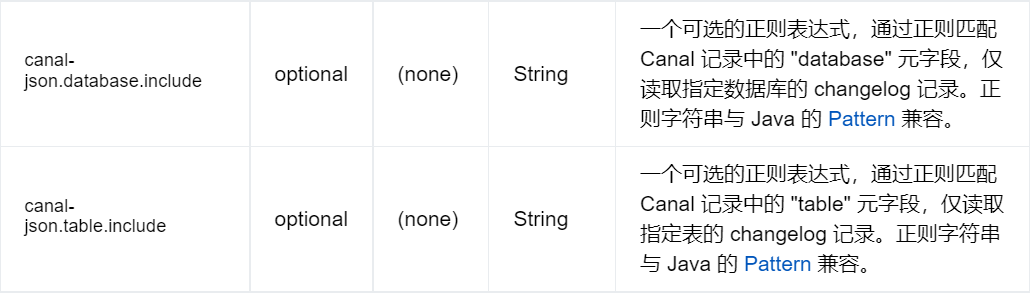 canal-
json.database.include
optional
(none)
String
一个可选的正则表达式，通过正则匹配
Canal 记录中的 "database" 元字段，仅
读取指定数据库的 changelog 记录。正
则字符串与 Java 的 Pattern 兼容。
canal-
json.table.include
optional
(none)
String
一个可选的正则表达式，通过正则匹配
Canal 记录中的 "table" 元字段，仅读取
指定表的 changelog 记录。正则字符串
与 Java 的 Pattern 兼容。